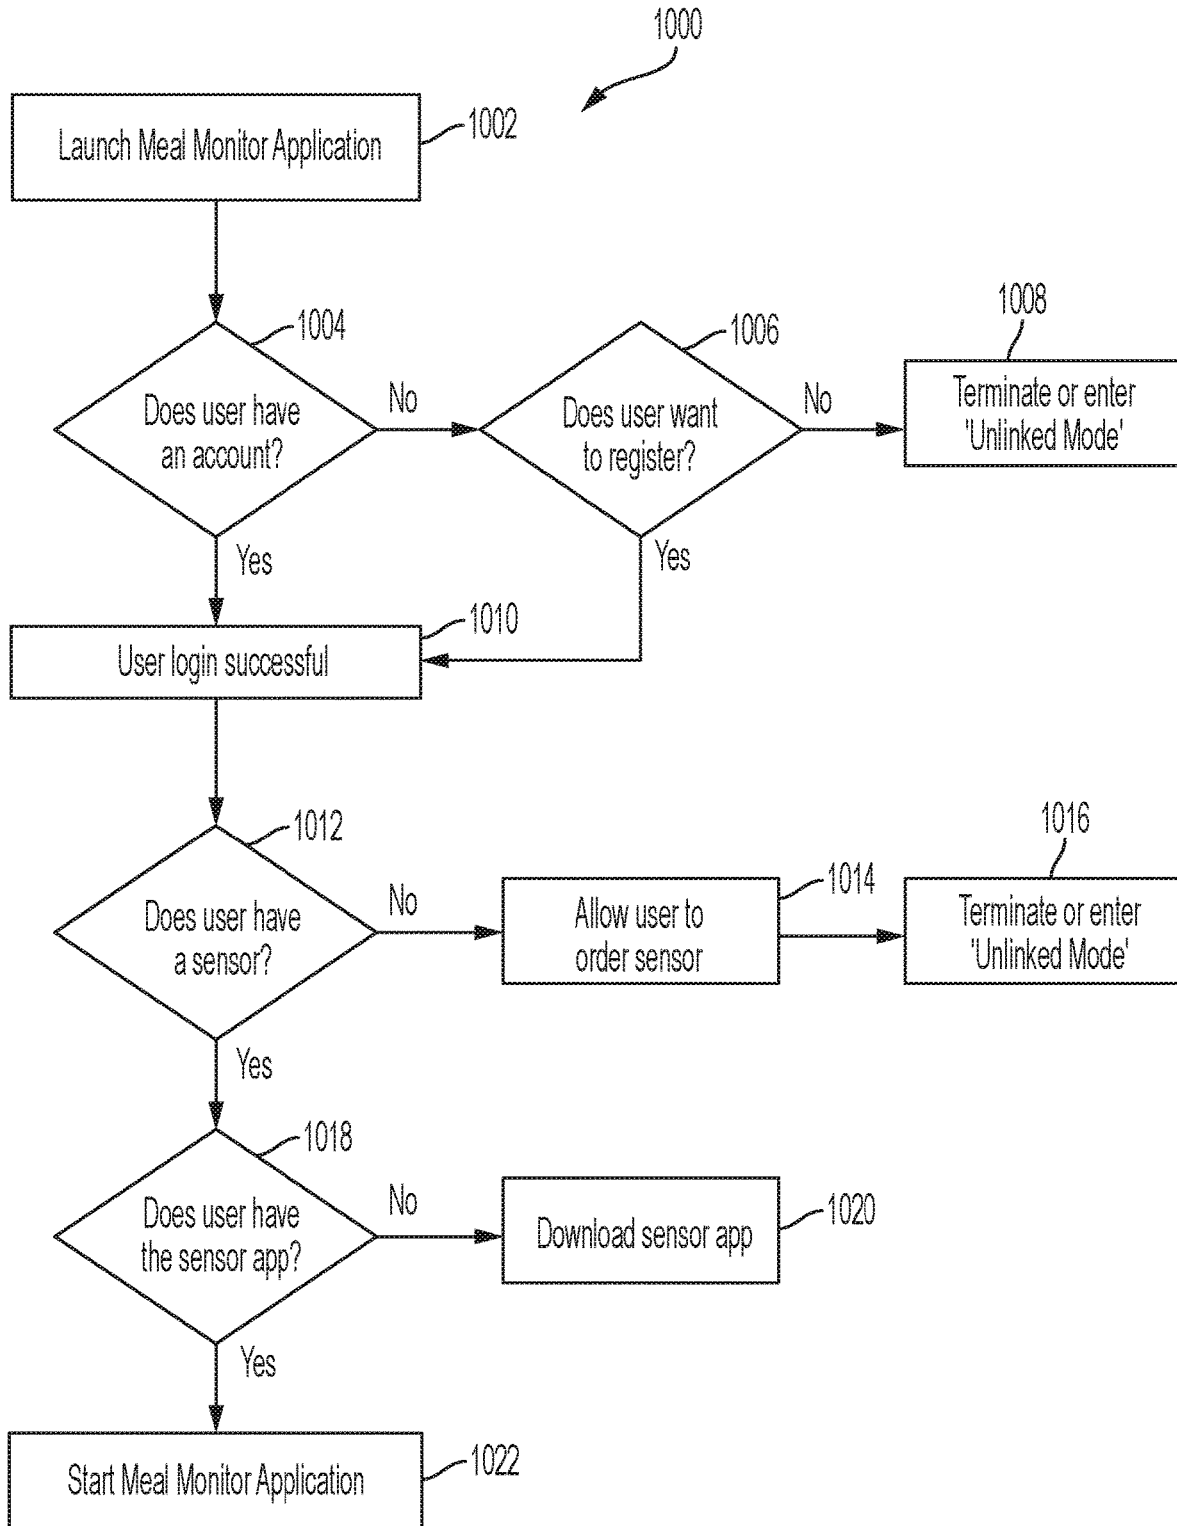 1000
Launch Meal Monitor Application
1002
1004
Does user have
an account?
No
1006
Does user want
to register?
No
1008
Terminate or enter
'Unlinked Mode'
Yes
Yes
1010
User login successful
1012
Does user have
a sensor?
No
1014
Allow user to
order sensor
1016
Terminate or enter
'Unlinked Mode'
Yes
1018
Does user have
the sensor app?
No
1020
Download sensor app
Yes
1022
Start Meal Monitor Application